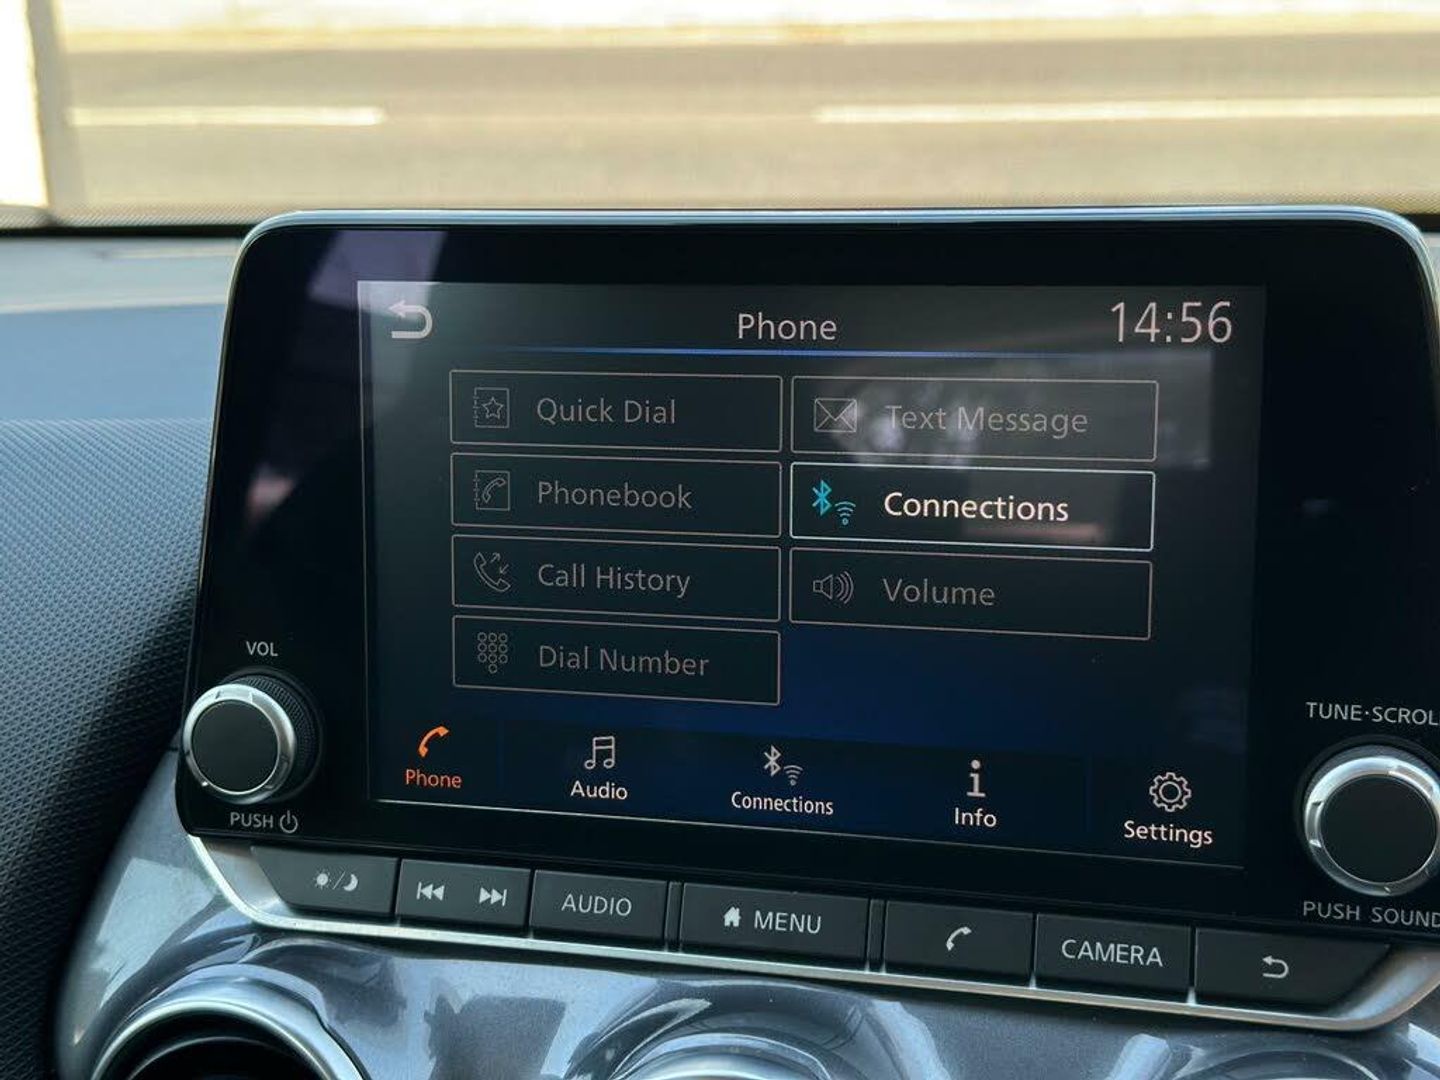 Phone
14:56
Quick Dial
Text Message
Phonebook
Connections
Call History
Volume
Dial Number
VOL
PUSH
TUNE·SCROL
PUSH SOUND
Phone
Audio
Connections
Info
Settings
AUDIO
MENU
CAMERA